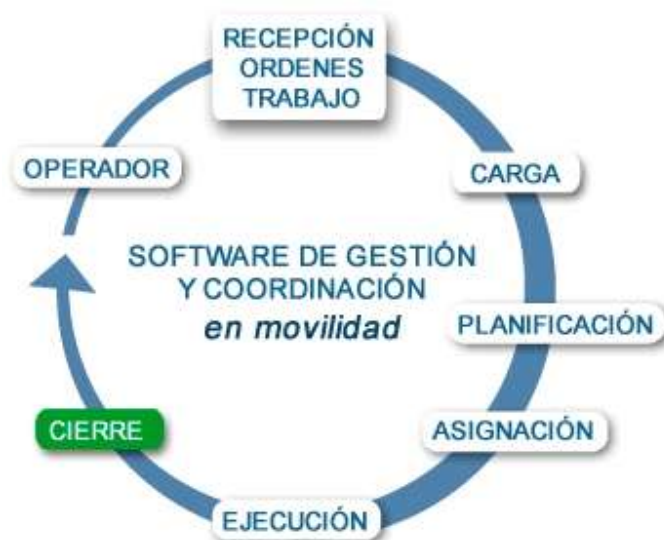 RECEPCIÓN
ORDENES
TRABAJO
OPERADOR
CARGA
SOFTWARE DE GESTIÓN
Y COORDINACIÓN
en movilidad
PLANIFICACIÓN
CIERRE
ASIGNACIÓN
EJECUCIÓN